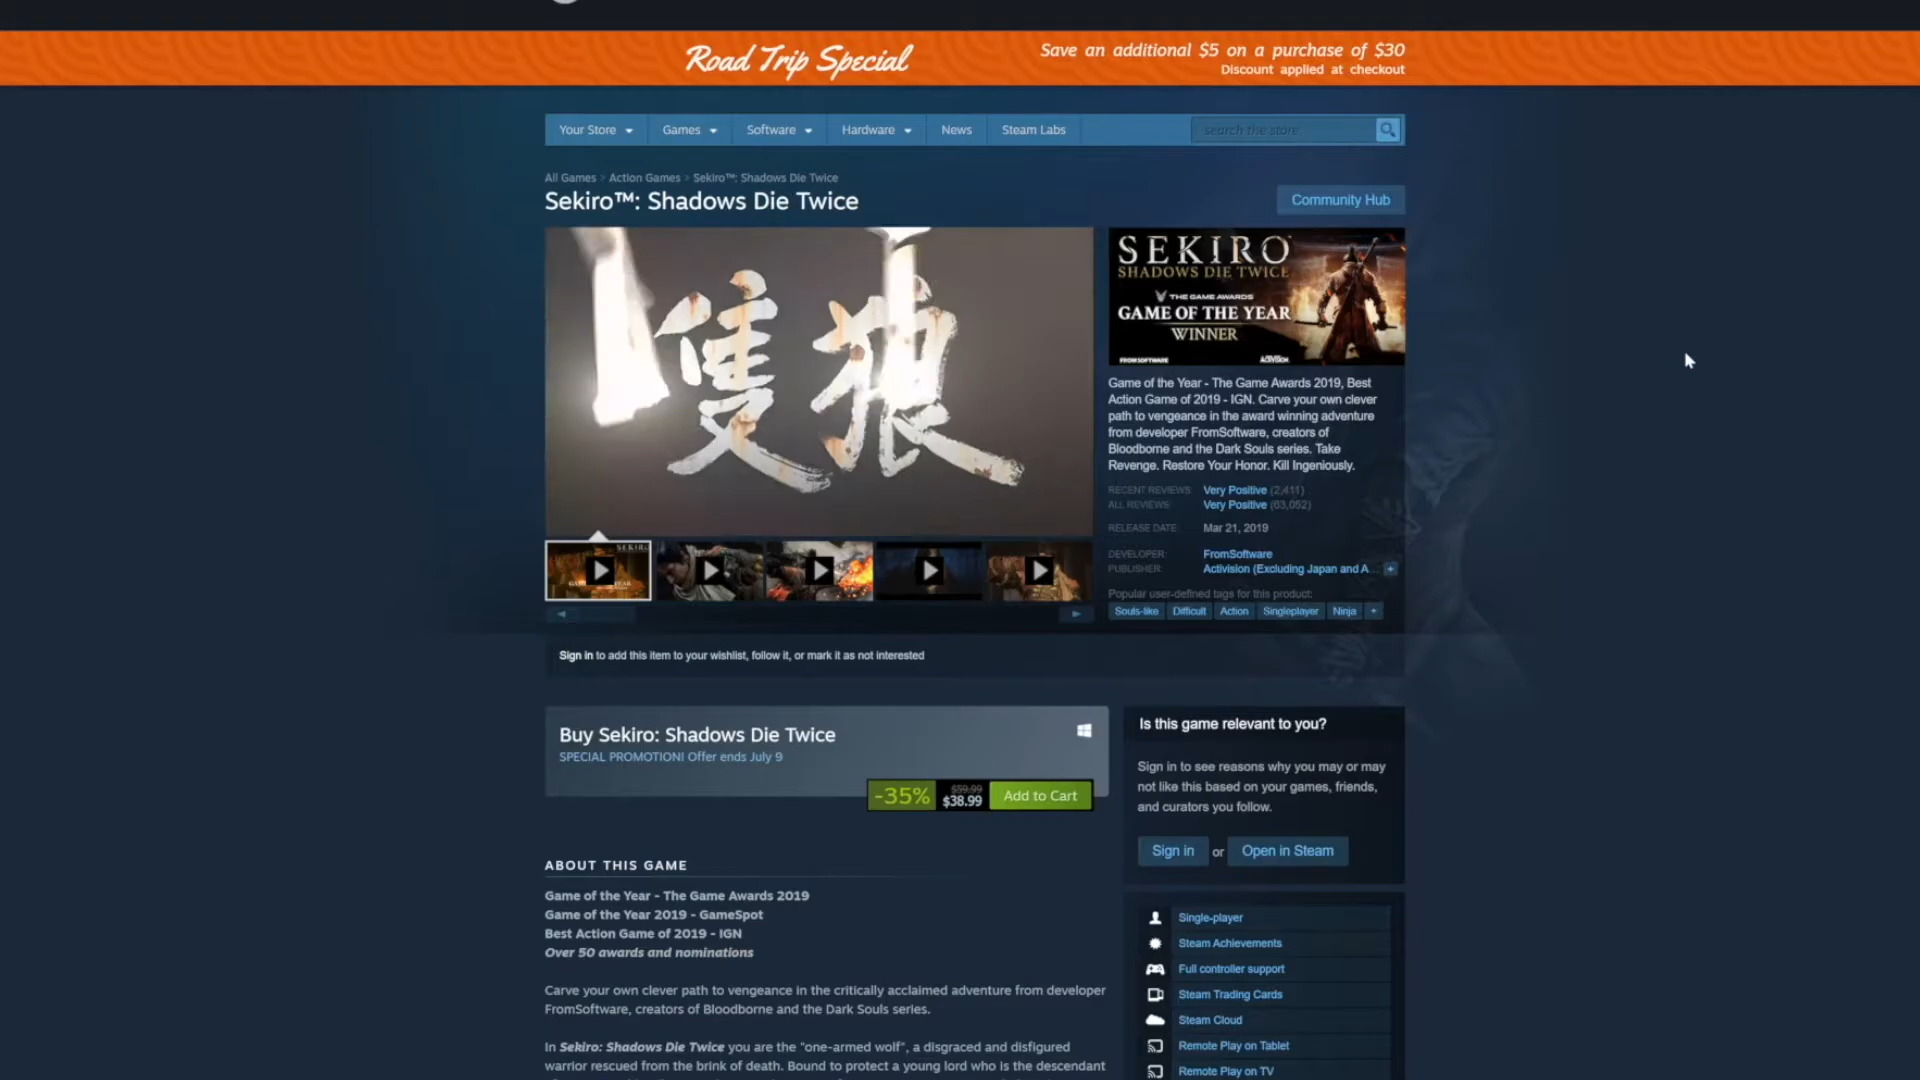 Road Trip Special
Save an additional $5 on a purchase of $30
Discount applied at checkout
Your Store
Games
Software
Hardware
News
Steam Labs
search the store
All Games > Action Games > Sekiro™: Shadows Die Twice
Sekiro™: Shadows Die Twice
Community Hub
隻狼
SEKIRO
SHADOWS DIE TWICE
THE GAME AWARDS
GAME OF THE YEAR
WINNER
FROMSOFTWARE
ACTIVISION
Game of the Year - The Game Awards 2019, Best
Action Game of 2019 - IGN. Carve your own clever
path to vengeance in the award winning adventure
from developer FromSoftware, creators of
Bloodborne and the Dark Souls series. Take
Revenge. Restore Your Honor. Kill Ingeniously.
RECENT REVIEWS: Very Positive (2,411)
ALL REVIEWS: Very Positive (63,052)
RELEASE DATE: Mar 21, 2019
DEVELOPER: FromSoftware
PUBLISHER: Activision (Excluding Japan and A... +
Popular user-defined tags for this product:
Souls-like Difficult Action Singleplayer Ninja +
SEKIRO
Sign in to add this item to your wishlist, follow it, or mark it as not interested
Buy Sekiro: Shadows Die Twice
SPECIAL PROMOTION! Offer ends July 9
-35%
$59.99
$38.99
Add to Cart
Is this game relevant to you?
Sign in to see reasons why you may or may
not like this based on your games, friends,
and curators you follow.
Sign in or Open in Steam
ABOUT THIS GAME
Game of the Year - The Game Awards 2019
Game of the Year 2019 - GameSpot
Best Action Game of 2019 - IGN
Over 50 awards and nominations
Carve your own clever path to vengeance in the critically acclaimed adventure from developer
FromSoftware, creators of Bloodborne and the Dark Souls series.
In Sekiro: Shadows Die Twice you are the "one-armed wolf", a disgraced and disfigured
warrior rescued from the brink of death. Bound to protect a young lord who is the descendant
Single-player
Steam Achievements
Full controller support
Steam Trading Cards
Steam Cloud
Remote Play on Tablet
Remote Play on TV